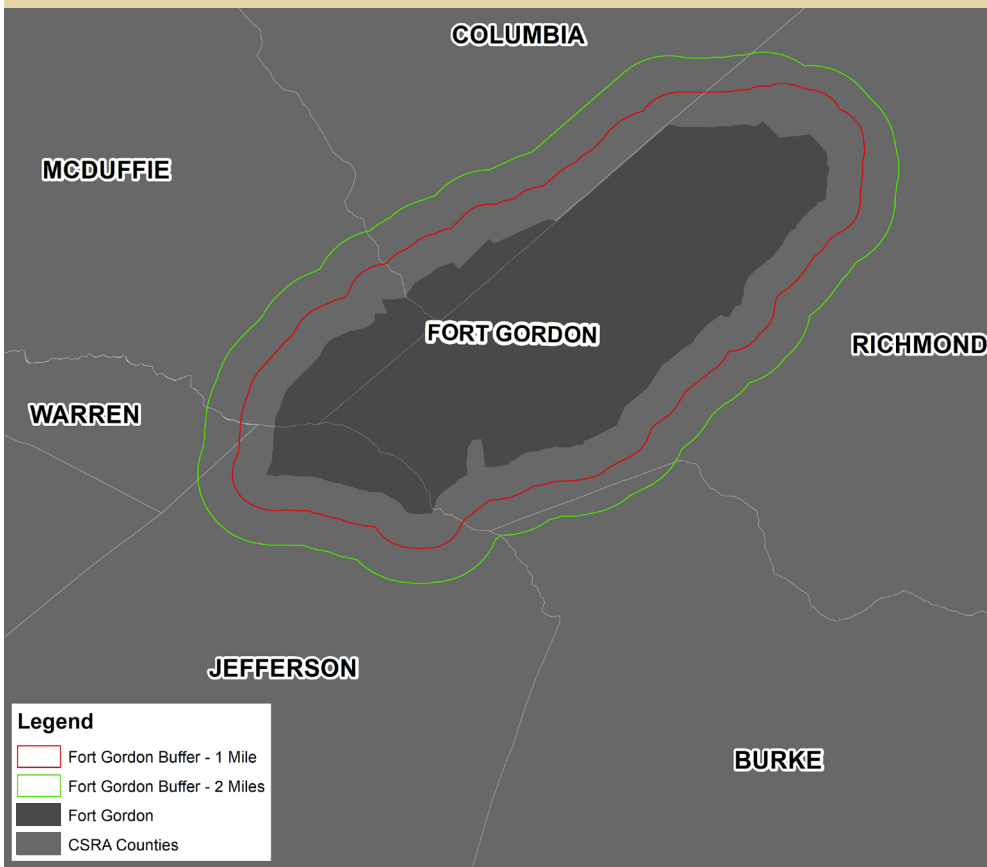 COLUMBIA
MCDUFFIE
FORT GORDON
RICHMOND
WARREN
JEFFERSON
BURKE
Legend
Fort Gordon Buffer - 1 Mile
Fort Gordon Buffer - 2 Miles
Fort Gordon
CSRA Counties